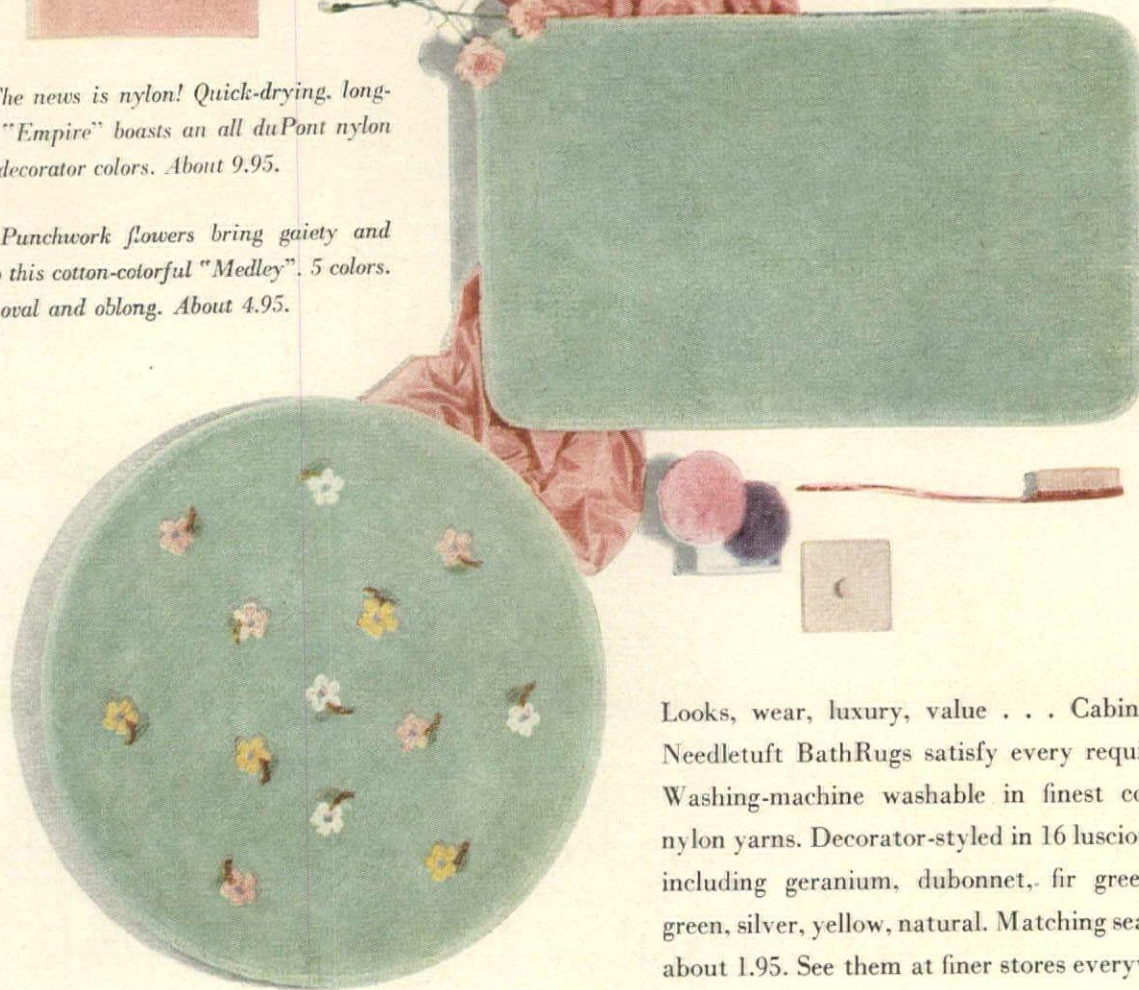 he news is nylon! Quick-drying, long-
"Empire" boasts an all duPont nylon
decorator colors. About 9.95.
Punchwork flowers bring gaiety and
this cotton-colorful "Medley". 5 colors.
oval and oblong. About 4.95.
Looks, wear, luxury, value . . . Cabin
Needletuft BathRugs satisfy every requi
Washing-machine washable in finest co
nylon yarns. Decorator-styled in 16 luscio
including geranium, dubonnet, fir gree
green, silver, yellow, natural. Matching sea
about 1.95. See them at finer stores every